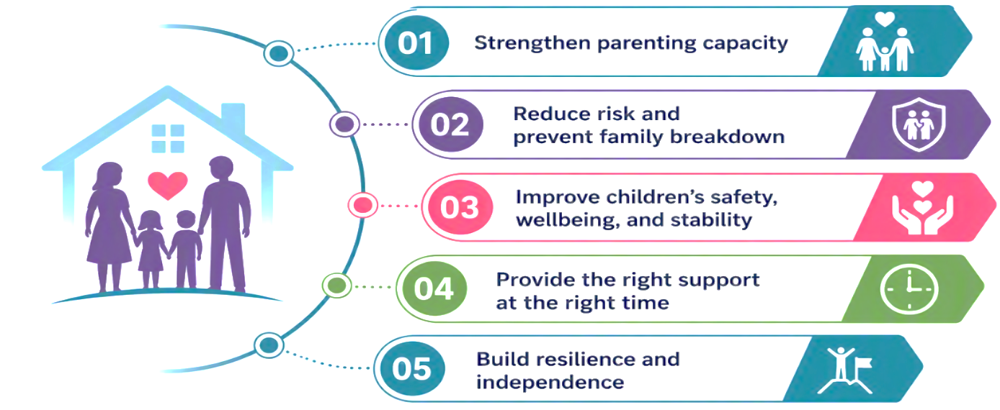 01
Strengthen parenting capacity
02
Reduce risk and
prevent family breakdown
03
Improve children’s safety,
wellbeing, and stability
04
Provide the right support
at the right time
05
Build resilience and
independence